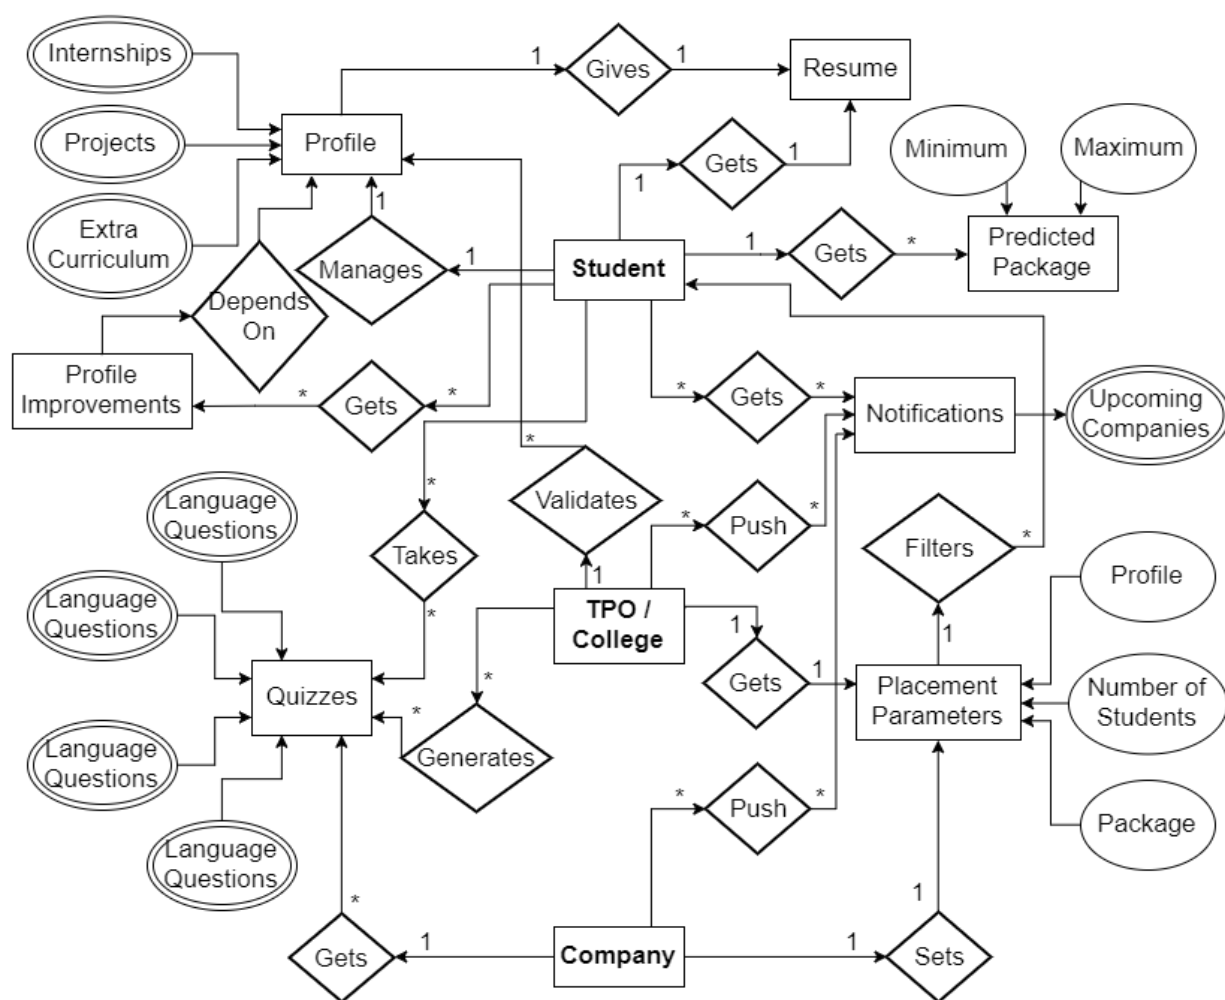 Internships
1
Gives
1
Resume
Projects
Profile
Gets
1
1
Minimum
Maximum
Extra
Curriculum
1
Manages
1
Student
1
Gets
*
Predicted
Package
Depends
On
Profile
Improvements
*
Gets
*
*
Gets
*
Notifications
Upcoming
Companies
*
*
Language
Questions
Validates
*
Push
*
Takes
Filters
*
Profile
1
Language
Questions
*
TPO /
College
1
1
Quizzes
*
Gets
1
Placement
Parameters
Number of
Students
*
Generates
Language
Questions
*
Push
*
Package
Language
Questions
*
1
Gets
1
Company
1
Sets